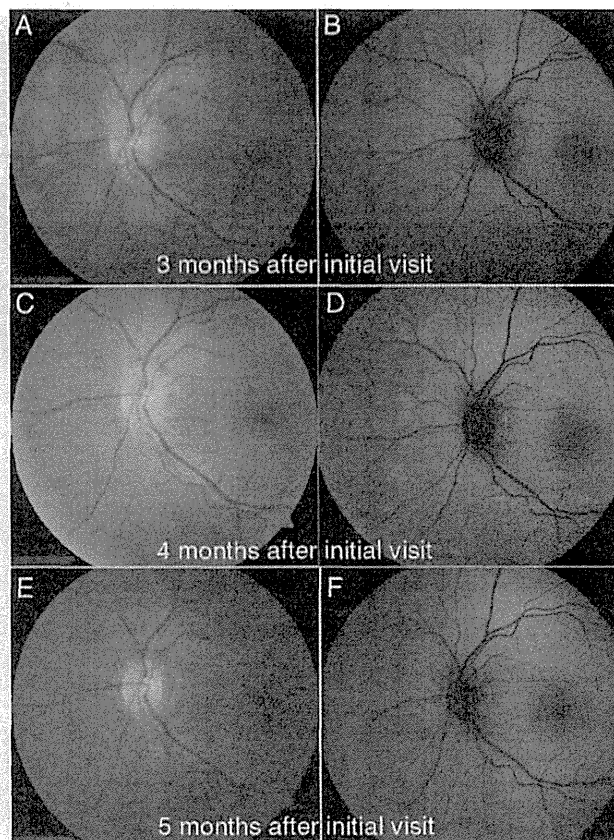 A B
3 months after initial visit
C D
4 months after initial visit
E F
5 months after initial visit